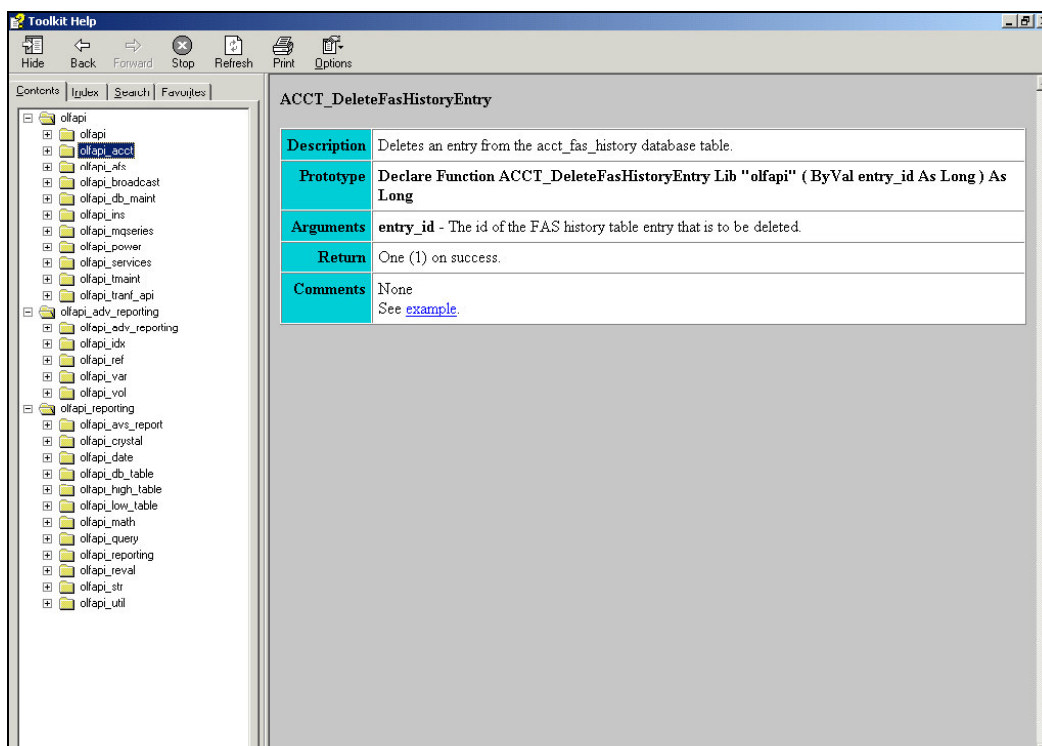 Toolkit Help
Hide Back Forward Stop Refresh Print Options
Contents Index Search Favorites
olfapi
olfapi
olfapi_acct
olfapi_afs
olfapi_broadcast
olfapi_db_maint
olfapi_ins
olfapi_mqseries
olfapi_power
olfapi_services
olfapi_tmaint
olfapi_tranf_api
olfapi_adv_reporting
olfapi_adv_reporting
olfapi_idx
olfapi_ref
olfapi_var
olfapi_vol
olfapi_reporting
olfapi_avs_report
olfapi_crystal
olfapi_date
olfapi_db_table
olfapi_high_table
olfapi_low_table
olfapi_math
olfapi_query
olfapi_reporting
olfapi_reval
olfapi_str
olfapi_util
ACCT_DeleteFasHistoryEntry
Description Deletes an entry from the acct_fas_history database table.
Prototype Declare Function ACCT_DeleteFasHistoryEntry Lib "olfapi" ( ByVal entry_id As Long ) As
Long
Arguments entry_id - The id of the FAS history table entry that is to be deleted.
Return One (1) on success.
Comments None
See example.